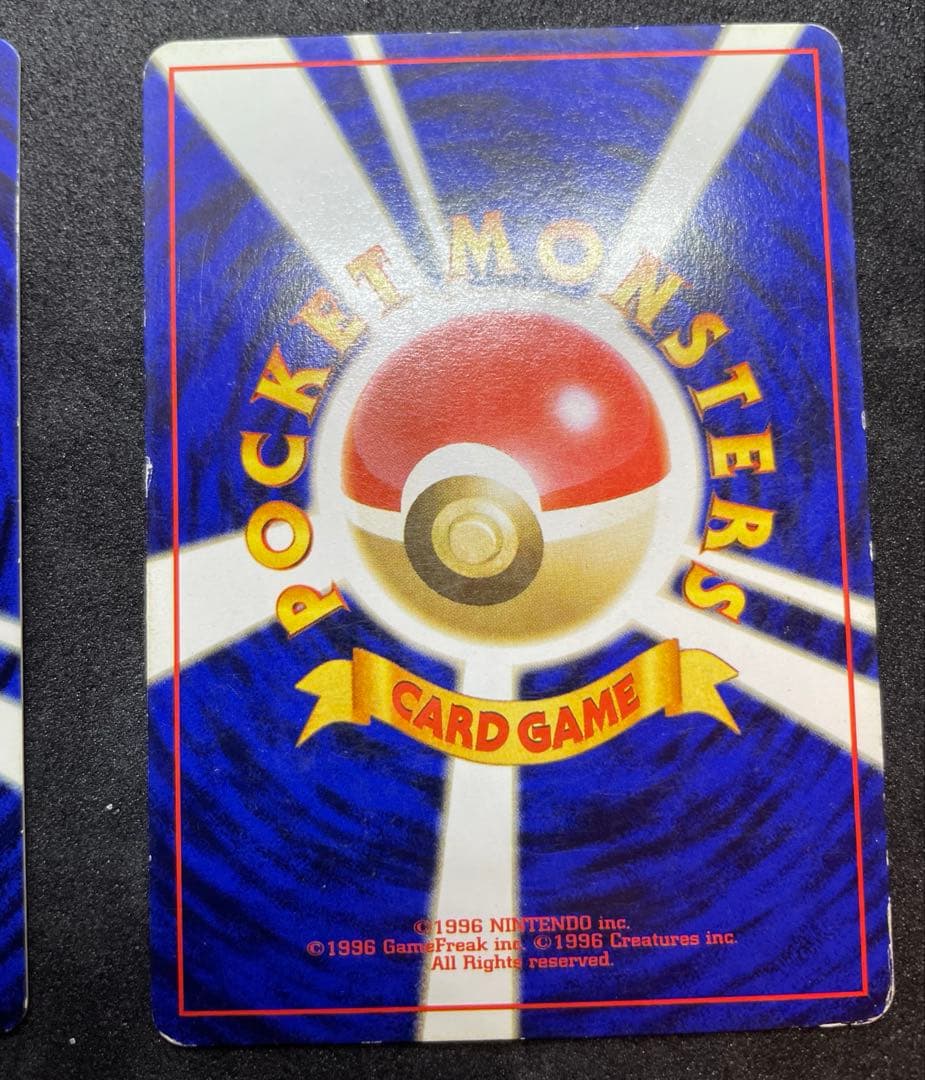 POCKET MONSTERS
CARD GAME
©1996 NINTENDO inc.
©1996 GameFreak inc. ©1996 Creatures inc.
All Rights reserved.